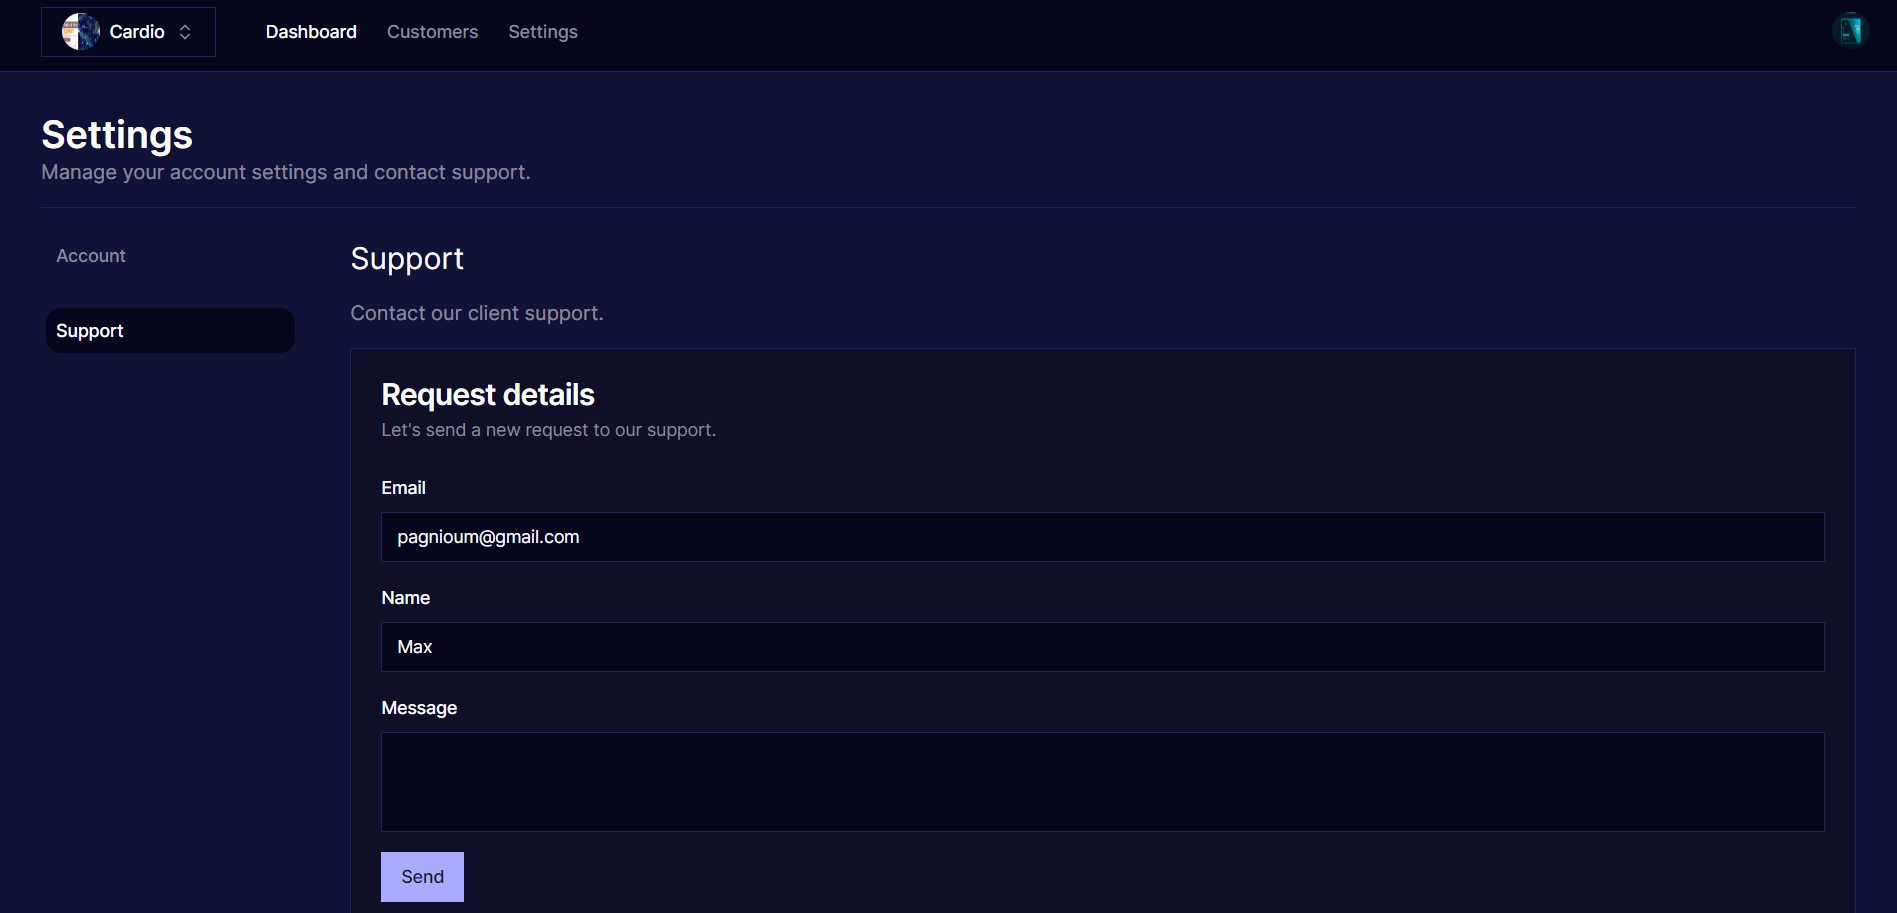 Cardio
Dashboard
Customers
Settings
Settings
Manage your account settings and contact support.
Account
Support
Support
Contact our client support.
Request details
Let's send a new request to our support.
Email
pagnioum@gmail.com
Name
Max
Message
Send